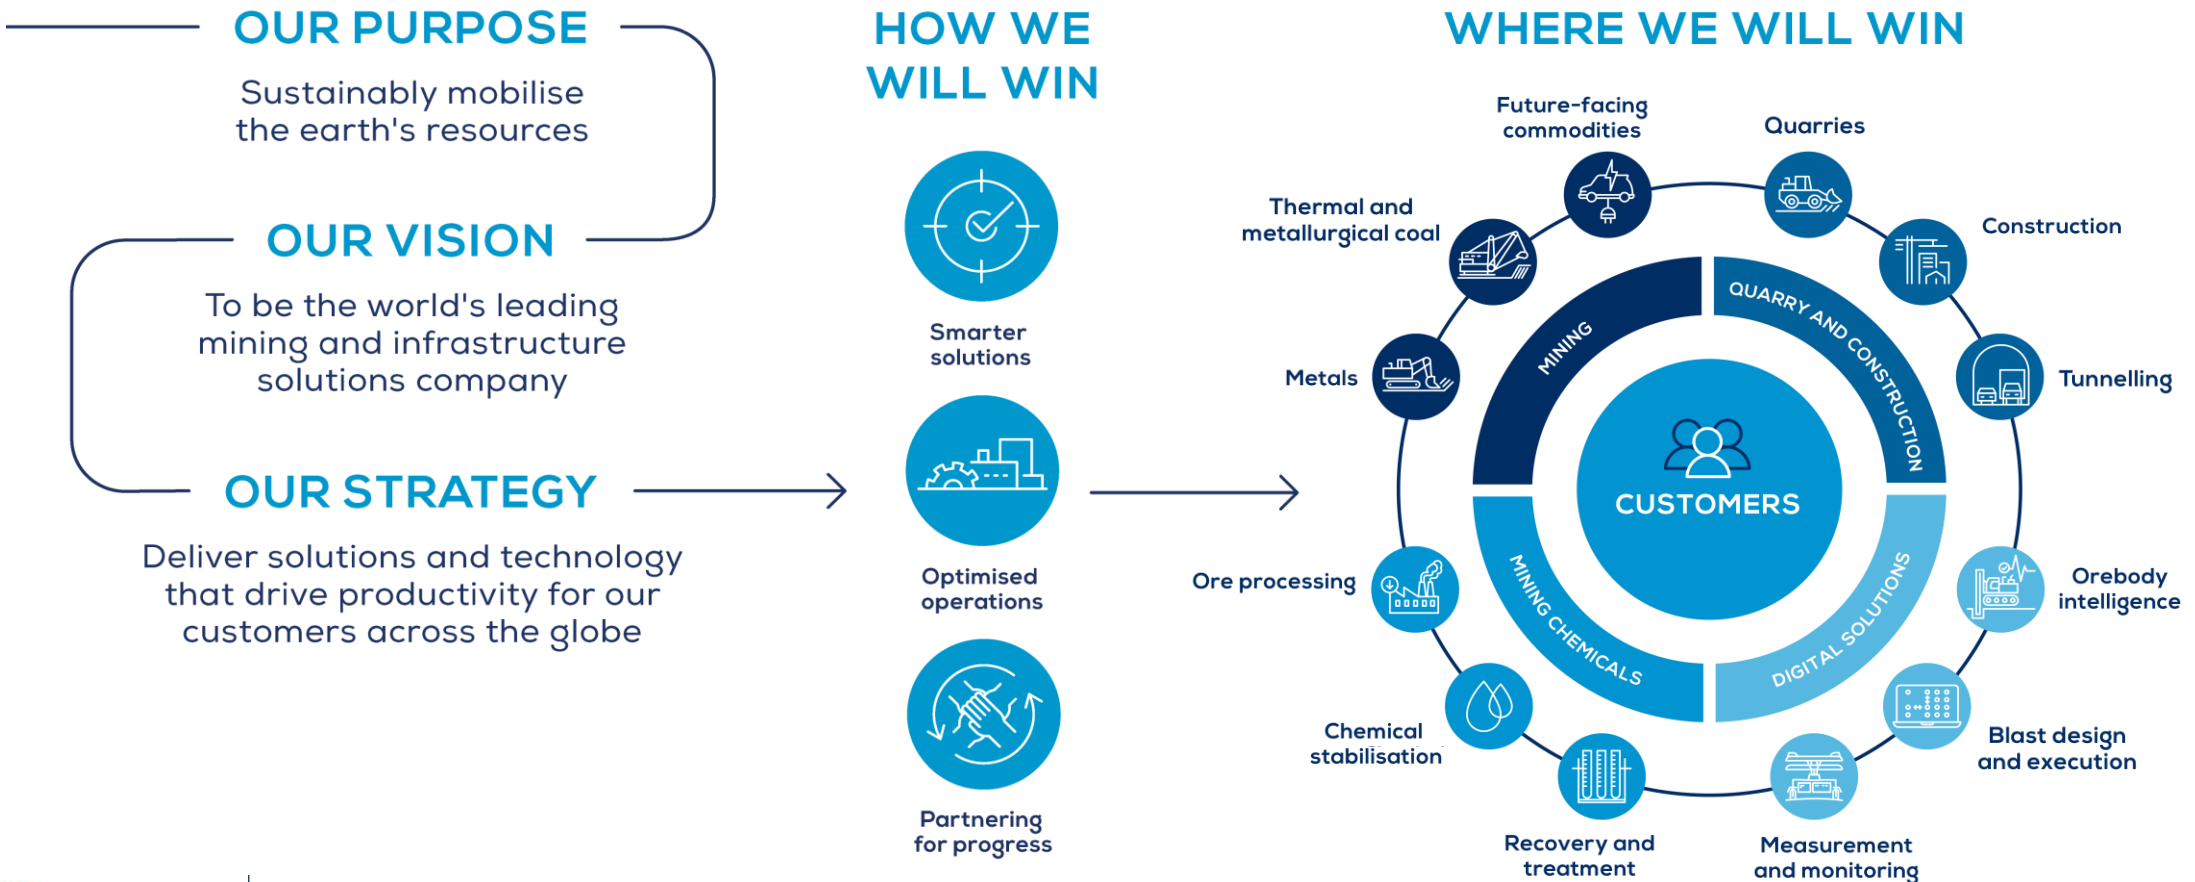 OUR PURPOSE
Sustainably mobilise
the earth's resources
OUR VISION
To be the world's leading
mining and infrastructure
solutions company
OUR STRATEGY
Deliver solutions and technology
that drive productivity for our
customers across the globe
HOW WE
WILL WIN
Smarter
solutions
Optimised
operations
Partnering
for progress
WHERE WE WILL WIN
Future-facing
commodities
Quarries
Thermal and
metallurgical coal
Construction
Metals
Tunnelling
MINING
QUARRY AND CONSTRUCTION
CUSTOMERS
MINING CHEMICALS
DIGITAL SOLUTIONS
Ore processing
Orebody
intelligence
Chemical
stabilisation
Blast design
and execution
Recovery and
treatment
Measurement
and monitoring